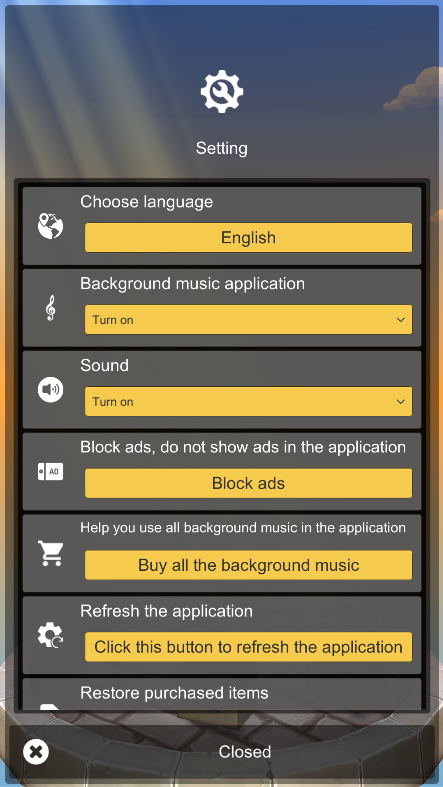 Setting
Choose language
English
Background music application
Turn on
Sound
Turn on
Block ads, do not show ads in the application
AD
Block ads
Help you use all background music in the application
Buy all the background music
Refresh the application
Click this button to refresh the application
Restore purchased items
Closed